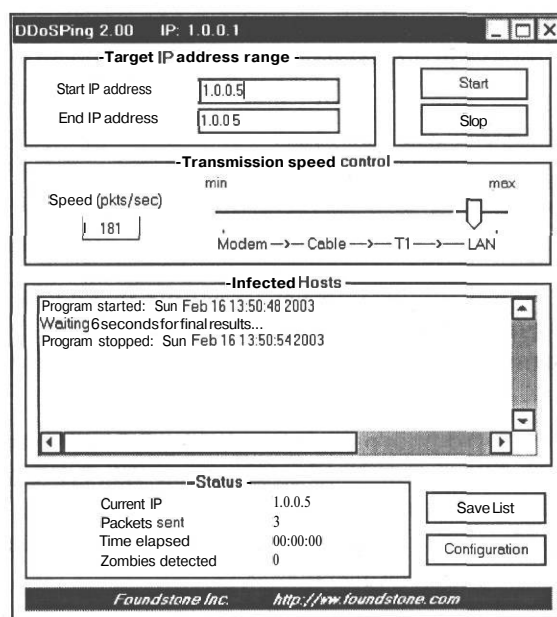 DDoSPing 2.00 IP: 1.0.0.1
Target IP address range
Start IP address 1.0.0.5
End IP address 1.0.0 5
Start
Slop
Transmission speed control
min max
Speed (pkts/sec)
181
Modem —>— Cable —>— T1 —>— LAN
Infected Hosts
Program started: Sun Feb 16 13:50:48 2003
Waiting 6 seconds for final results...
Program stopped: Sun Feb 16 13:50:54 2003
Status
Current IP 1.0.0.5
Packets sent 3
Time elapsed 00:00:00
Zombies detected 0
Save List
Configuration
Foundstone Inc. http://ww.foundstone.com